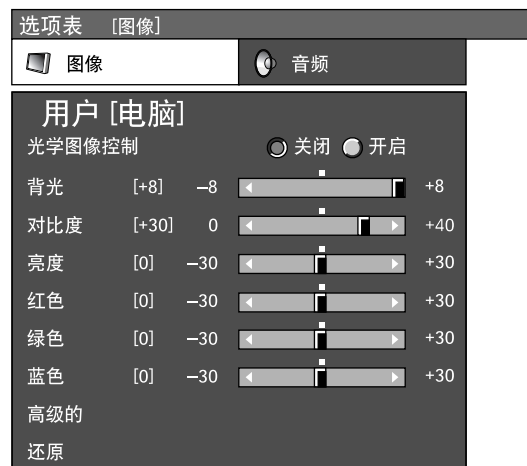 选项表 [图像]
图像 音频
用户 [电脑]
光学图像控制 关闭 开启
背光 [+8] –8 +8
对比度 [+30] 0 +40
亮度 [0] –30 +30
红色 [0] –30 +30
绿色 [0] –30 +30
蓝色 [0] –30 +30
高级的
还原